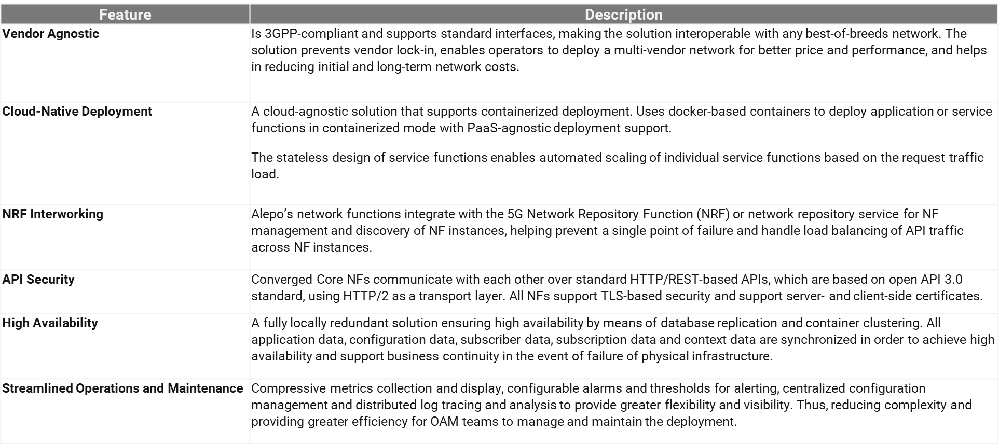 Feature Description
Vendor Agnostic
Is 3GPP-compliant and supports standard interfaces, making the solution interoperable with any best-of-breeds network. The
solution prevents vendor lock-in, enables operators to deploy a multi-vendor network for better price and performance, and helps
in reducing initial and long-term network costs.
Cloud-Native Deployment
A cloud-agnostic solution that supports containerized deployment. Uses docker-based containers to deploy application or service
functions in containerized mode with PaaS-agnostic deployment support.
The stateless design of service functions enables automated scaling of individual service functions based on the request traffic
load.
NRF Interworking
Alepo’s network functions integrate with the 5G Network Repository Function (NRF) or network repository service for NF
management and discovery of NF instances, helping prevent a single point of failure and handle load balancing of API traffic
across NF instances.
API Security
Converged Core NFs communicate with each other over standard HTTP/REST-based APIs, which are based on open API 3.0
standard, using HTTP/2 as a transport layer. All NFs support TLS-based security and support server- and client-side certificates.
High Availability
A fully locally redundant solution ensuring high availability by means of database replication and container clustering. All
application data, configuration data, subscriber data, subscription data and context data are synchronized in order to achieve high
availability and support business continuity in the event of failure of physical infrastructure.
Streamlined Operations and Maintenance
Compressive metrics collection and display, configurable alarms and thresholds for alerting, centralized configuration
management and distributed log tracing and analysis to provide greater flexibility and visibility. Thus, reducing complexity and
providing greater efficiency for OAM teams to manage and maintain the deployment.